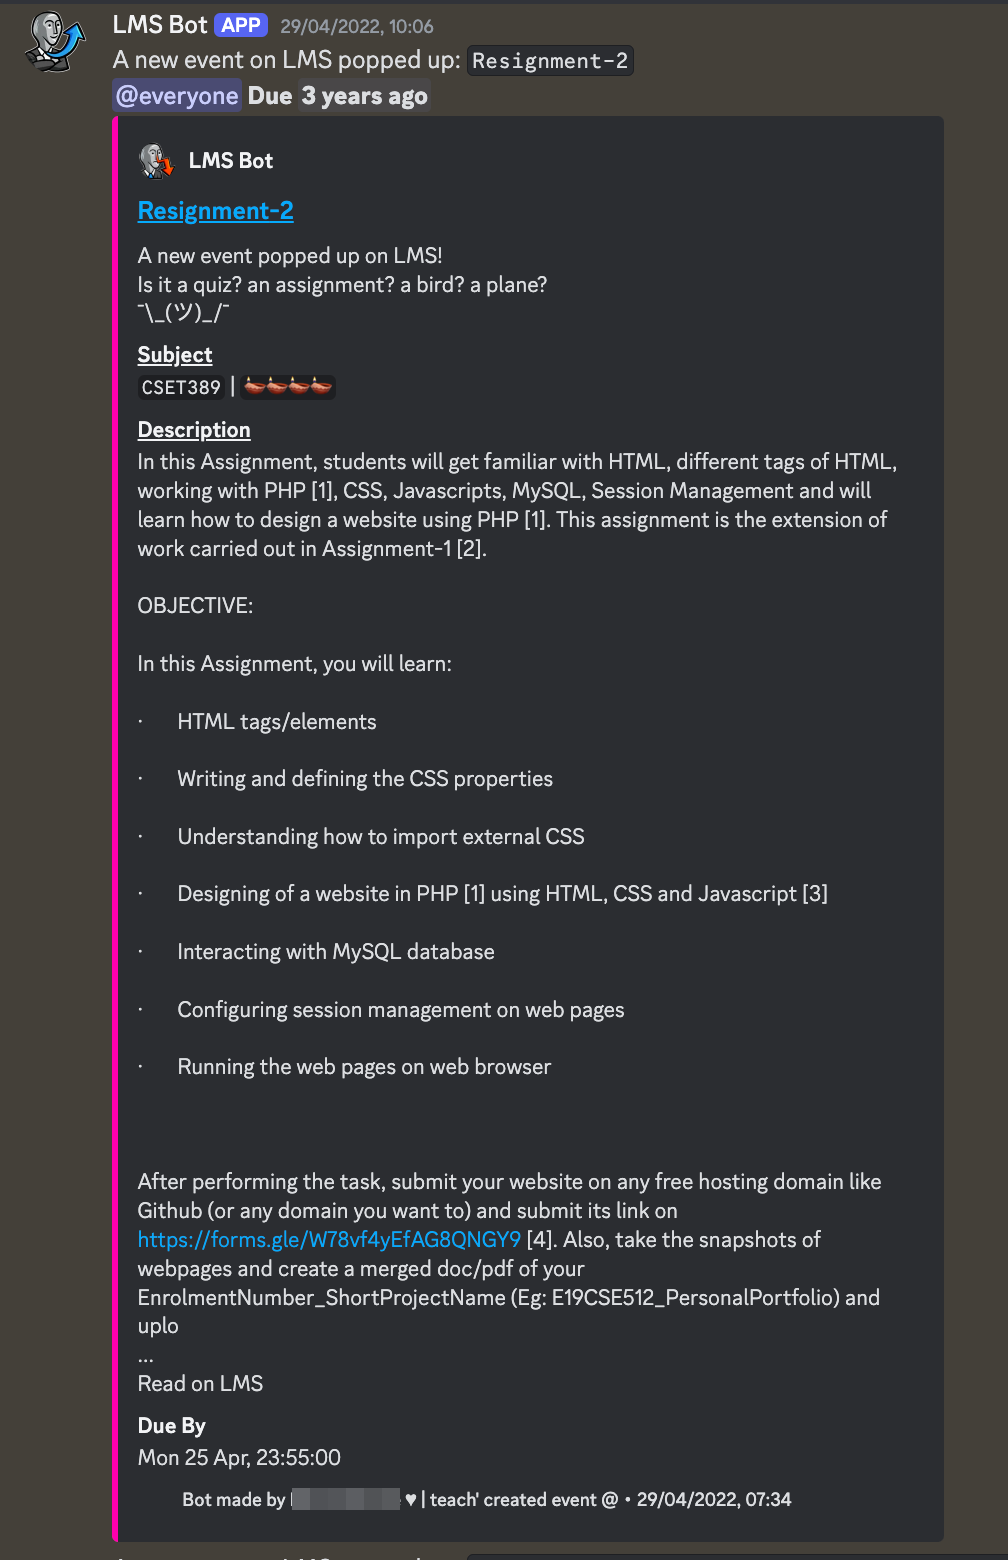 LMS Bot APP 29/04/2022, 10:06
A new event on LMS popped up: Resignment-2
@everyone Due 3 years ago
LMS Bot
Resignment-2
A new event popped up on LMS!
Is it a quiz? an assignment? a bird? a plane?
¯\_(ツ)_/¯
Subject
CSET389 | 🪔🪔🪔🪔
Description
In this Assignment, students will get familiar with HTML, different tags of HTML,
working with PHP [1], CSS, Javascripts, MySQL, Session Management and will
learn how to design a website using PHP [1]. This assignment is the extension of
work carried out in Assignment-1 [2].
OBJECTIVE:
In this Assignment, you will learn:
· HTML tags/elements
· Writing and defining the CSS properties
· Understanding how to import external CSS
· Designing of a website in PHP [1] using HTML, CSS and Javascript [3]
· Interacting with MySQL database
· Configuring session management on web pages
· Running the web pages on web browser
After performing the task, submit your website on any free hosting domain like
Github (or any domain you want to) and submit its link on
https://forms.gle/W78vf4yEfAG8QNGY9 [4]. Also, take the snapshots of
webpages and create a merged doc/pdf of your
EnrolmentNumber_ShortProjectName (Eg: E19CSE512_PersonalPortfolio) and
uplo
...
Read on LMS
Due By
Mon 25 Apr, 23:55:00
Bot made by ♥ | teach' created event @ • 29/04/2022, 07:34